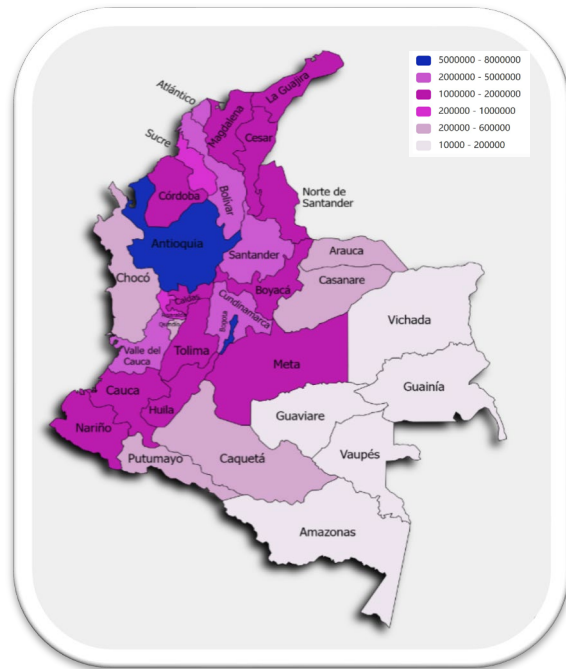 5000000 - 8000000
2000000 - 5000000
1000000 - 2000000
200000 - 1000000
200000 - 600000
10000 - 200000
La Guajira
Atlántico
Magdalena
Cesar
Sucre
Norte de
Santander
Córdoba
Bolívar
Antioquia
Santander
Arauca
Chocó
Boyacá
Casanare
Caldas
Cundinamarca
Vichada
Quindío
Bogotá
Valle del
Cauca
Tolima
Meta
Guainía
Cauca
Huila
Guaviare
Nariño
Vaupés
Putumayo
Caquetá
Amazonas